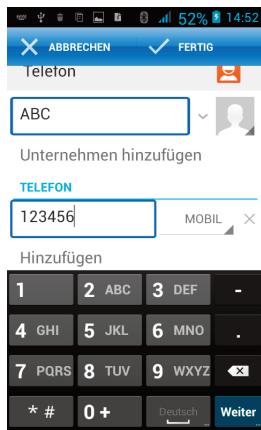 52% 14:52
ABBRECHEN FERTIG
Telefon
ABC
Unternehmen hinzufügen
TELEFON
123456 MOBIL
Hinzufügen
1 2 ABC 3 DEF -
4 GHI 5 JKL 6 MNO .
7 PQRS 8 TUV 9 WXYZ
* # 0 + Deutsch Weiter